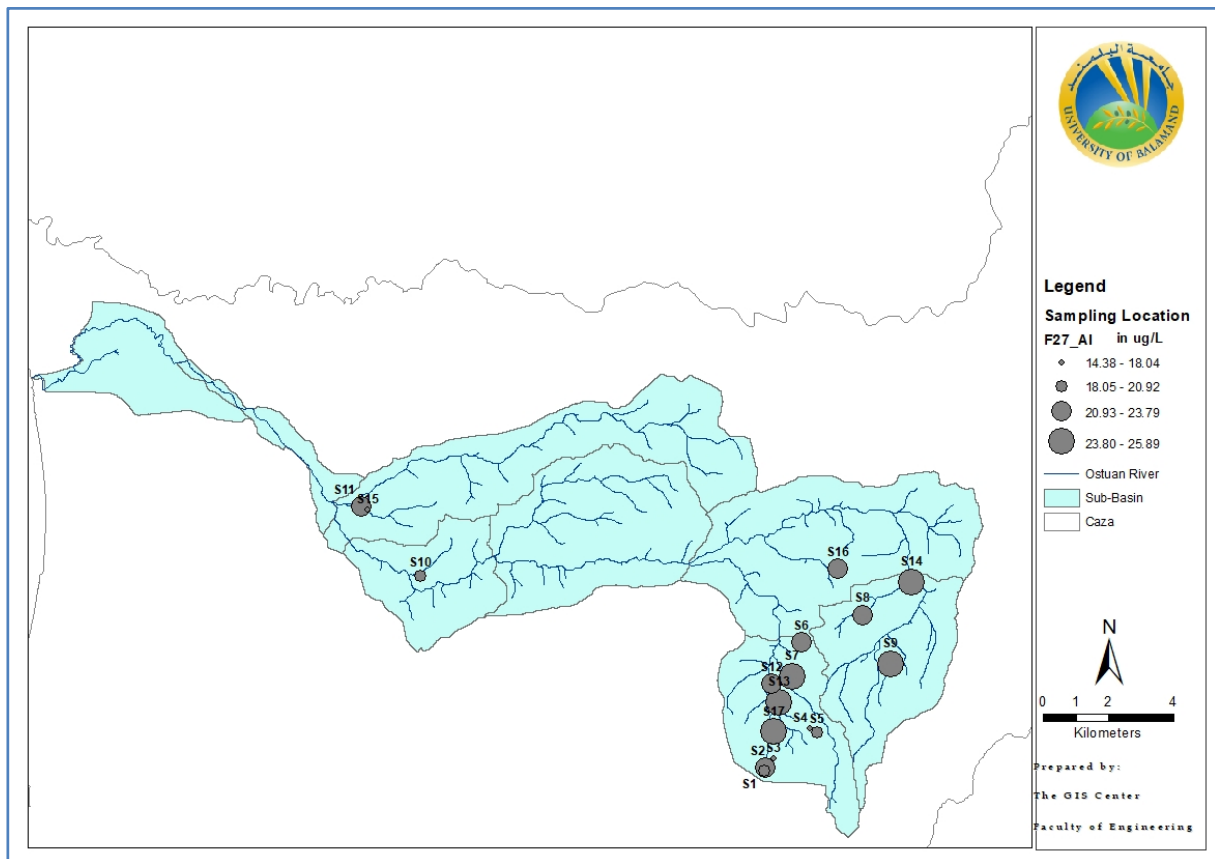 جامعة البلمند
UNIVERSITY OF BALAMAND
Legend
Sampling Location
F27_Al in ug/L
14.38 - 18.04
18.05 - 20.92
20.93 - 23.79
23.80 - 25.89
Ostuan River
Sub-Basin
Caza
S11
S15
S10
S16
S14
S8
S6
S9
S7
S12
S13
S17
S4
S5
S2
S3
S1
N
0 1 2 4
Kilometers
Prepared by:
The GIS Center
Faculty of Engineering